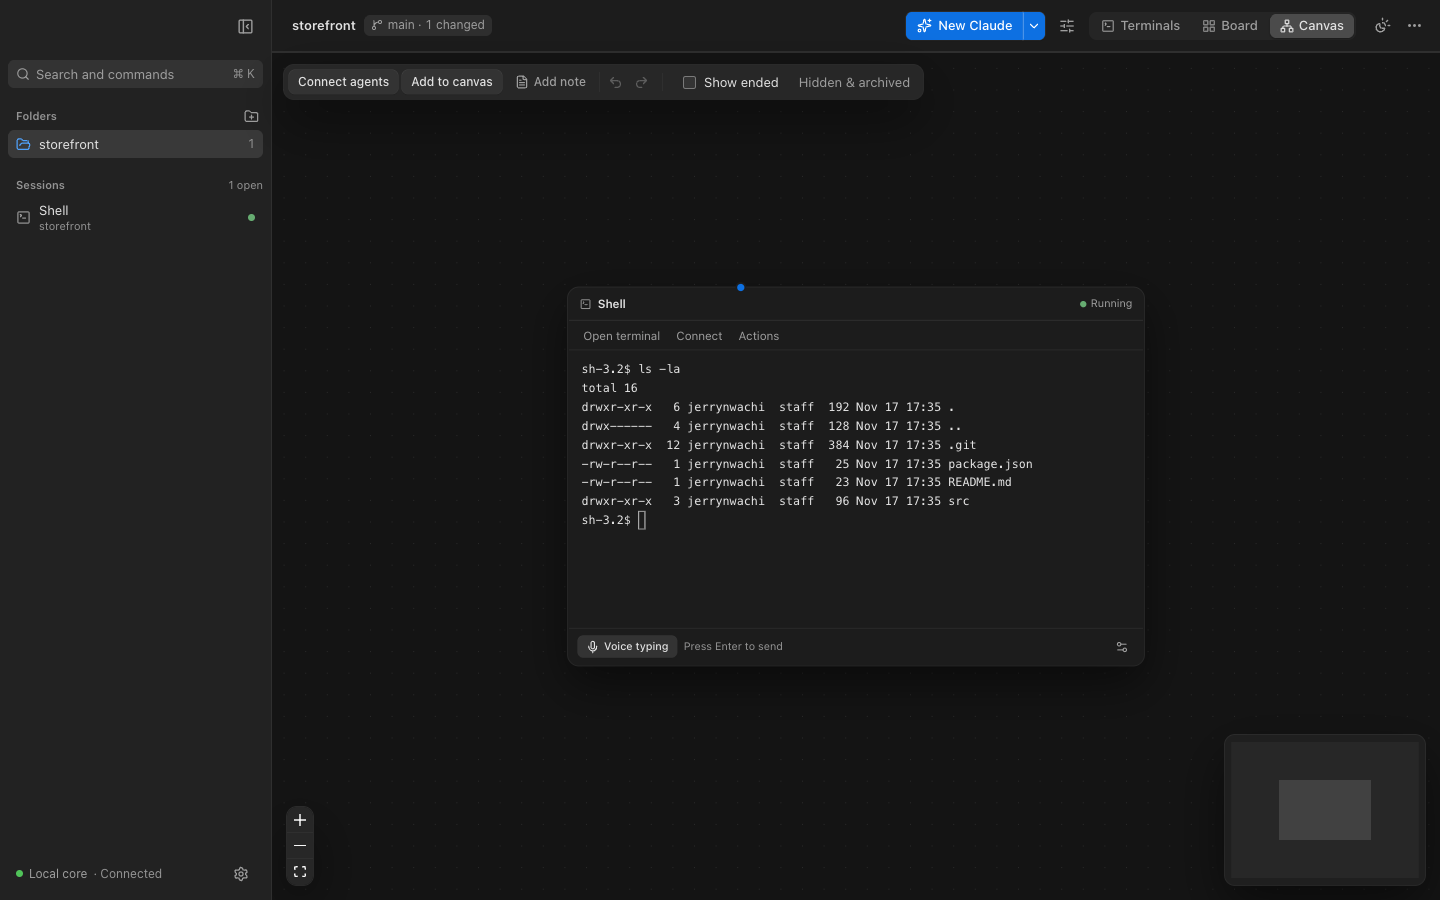 storefront
main · 1 changed
New Claude
Terminals
Board
Canvas
Search and commands
⌘ K
Connect agents
Add to canvas
Add note
Show ended
Hidden & archived
Folders
storefront
1
Sessions
1 open
Shell
storefront
Shell
Running
Open terminal
Connect
Actions
sh-3.2$ ls -la
total 16
drwxr-xr-x   6 jerrynwachi  staff  192 Nov 17 17:35 .
drwx------   4 jerrynwachi  staff  128 Nov 17 17:35 ..
drwxr-xr-x  12 jerrynwachi  staff  384 Nov 17 17:35 .git
-rw-r--r--   1 jerrynwachi  staff   25 Nov 17 17:35 package.json
-rw-r--r--   1 jerrynwachi  staff   23 Nov 17 17:35 README.md
drwxr-xr-x   3 jerrynwachi  staff   96 Nov 17 17:35 src
sh-3.2$
Voice typing
Press Enter to send
Local core · Connected